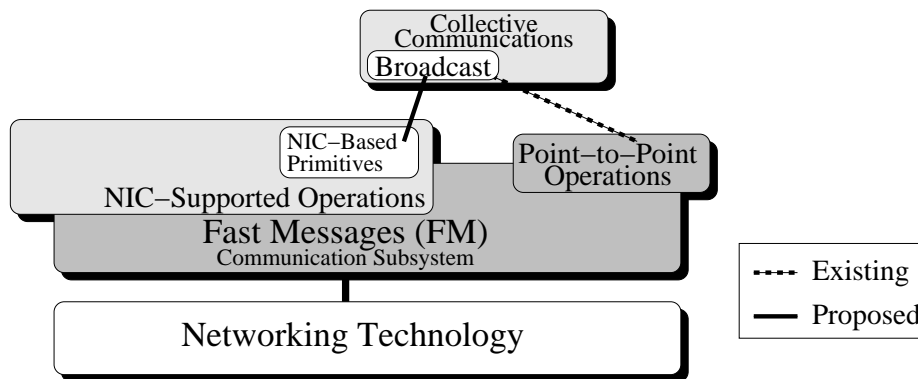 Collective
Communications
Broadcast
NIC−Based
Primitives
NIC−Supported Operations
Point−to−Point
Operations
Fast Messages (FM)
Communication Subsystem
Networking Technology
Existing
Proposed